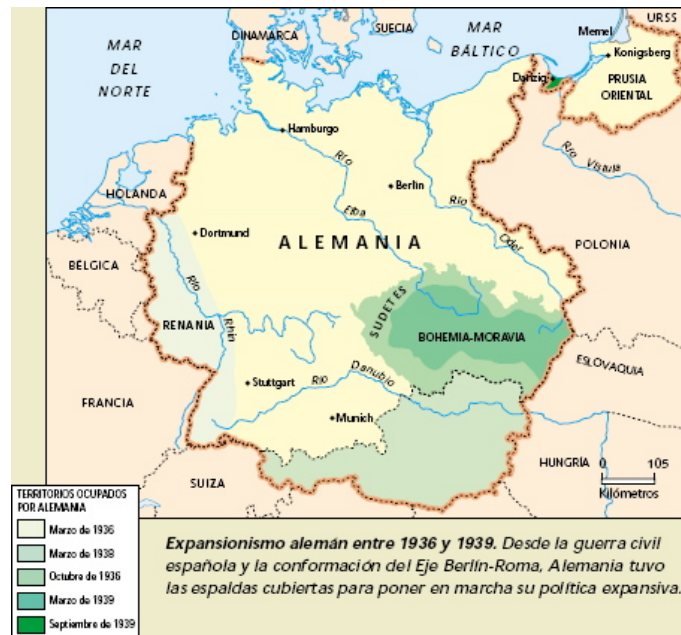 MAR
DEL
NORTE
DINAMARCA
SUECIA
MAR
BÁLTICO
URSS
Memel
Konigsberg
Danzig
PRUSIA
ORIENTAL
Hamburgo
Río
Elba
Berlin
Río
Oder
Río
Vístula
HOLANDA
Dortmund
ALEMANIA
POLONIA
BÉLGICA
Río
Rhin
RENANIA
SUDETES
BOHEMIA-MORAVIA
ESLOVAQUIA
Stuttgart
Río
Danubio
Munich
FRANCIA
SUIZA
HUNGRÍA
0 105
Kilómetros
TERRITORIOS OCUPADOS
POR ALEMANIA
Marzo de 1936
Marzo de 1938
Octubre de 1936
Marzo de 1939
Septiembre de 1939
Expansionismo alemán entre 1936 y 1939. Desde la guerra civil
española y la conformación del Eje Berlín-Roma, Alemania tuvo
las espaldas cubiertas para poner en marcha su política expansiva.